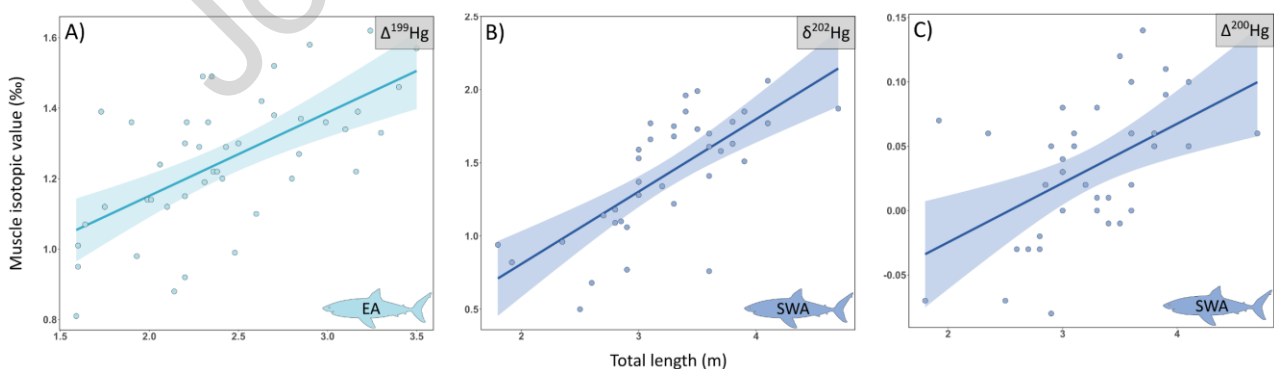 A) Δ¹⁹⁹Hg
B) δ²⁰²Hg
C) Δ²⁰⁰Hg
Muscle isotopic value (‰)
1.6
1.4
1.2
1.0
0.8
1.5 2.0 2.5 3.0 3.5
EA
2.0
1.5
1.0
0.5
2 3 4
SWA
0.15
0.10
0.05
0.00
-0.05
2 3 4
SWA
Total length (m)